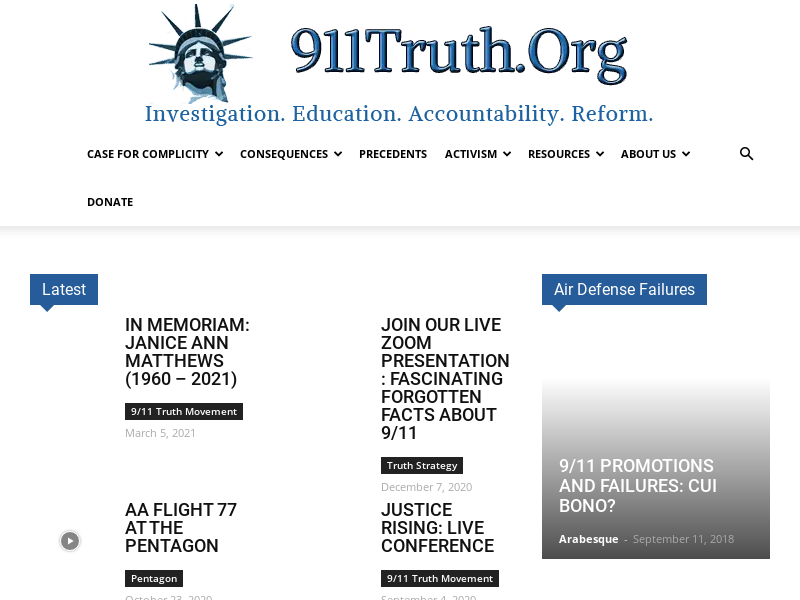 911Truth.Org
Investigation. Education. Accountability. Reform.
CASE FOR COMPLICITY
CONSEQUENCES
PRECEDENTS
ACTIVISM
RESOURCES
ABOUT US
DONATE
Latest
IN MEMORIAM:
JANICE ANN
MATTHEWS
(1960 – 2021)
9/11 Truth Movement
March 5, 2021
JOIN OUR LIVE
ZOOM
PRESENTATION
: FASCINATING
FORGOTTEN
FACTS ABOUT
9/11
Truth Strategy
December 7, 2020
AA FLIGHT 77
AT THE
PENTAGON
Pentagon
October 23, 2020
JUSTICE
RISING: LIVE
CONFERENCE
9/11 Truth Movement
September 4, 2020
Air Defense Failures
9/11 PROMOTIONS
AND FAILURES: CUI
BONO?
Arabesque - September 11, 2018